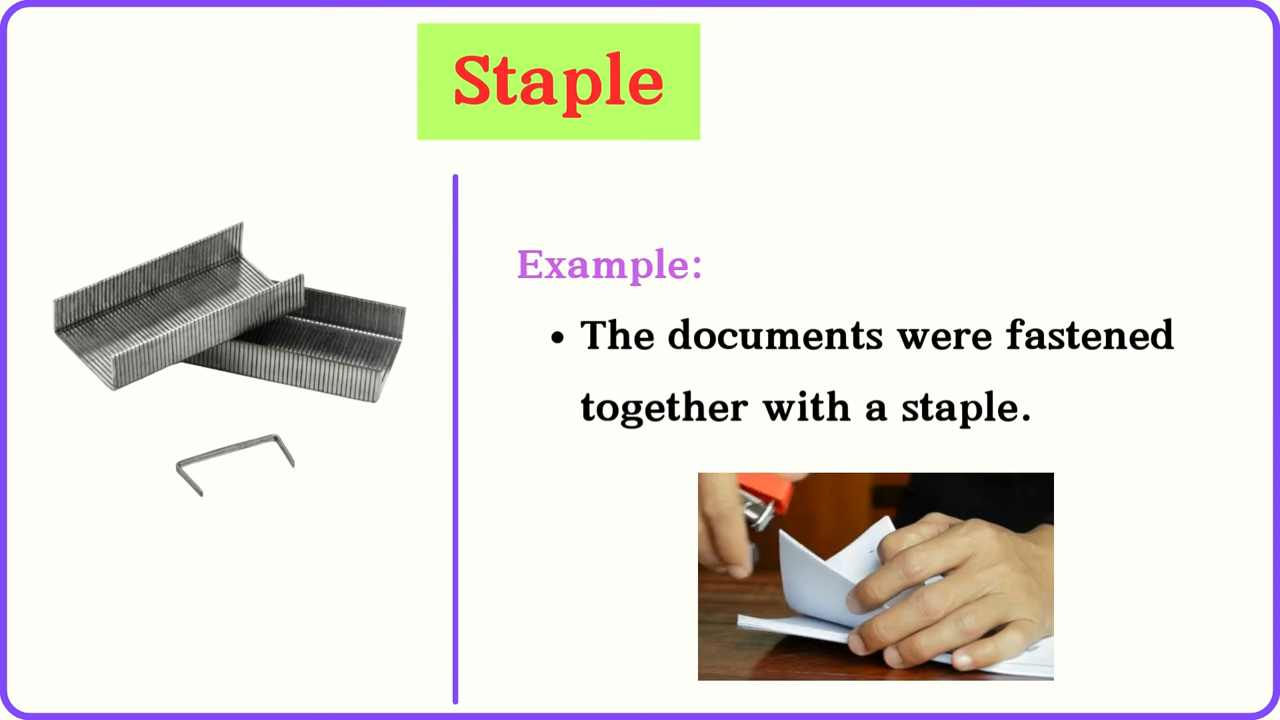 Staple
Example:
• The documents were fastened
together with a staple.